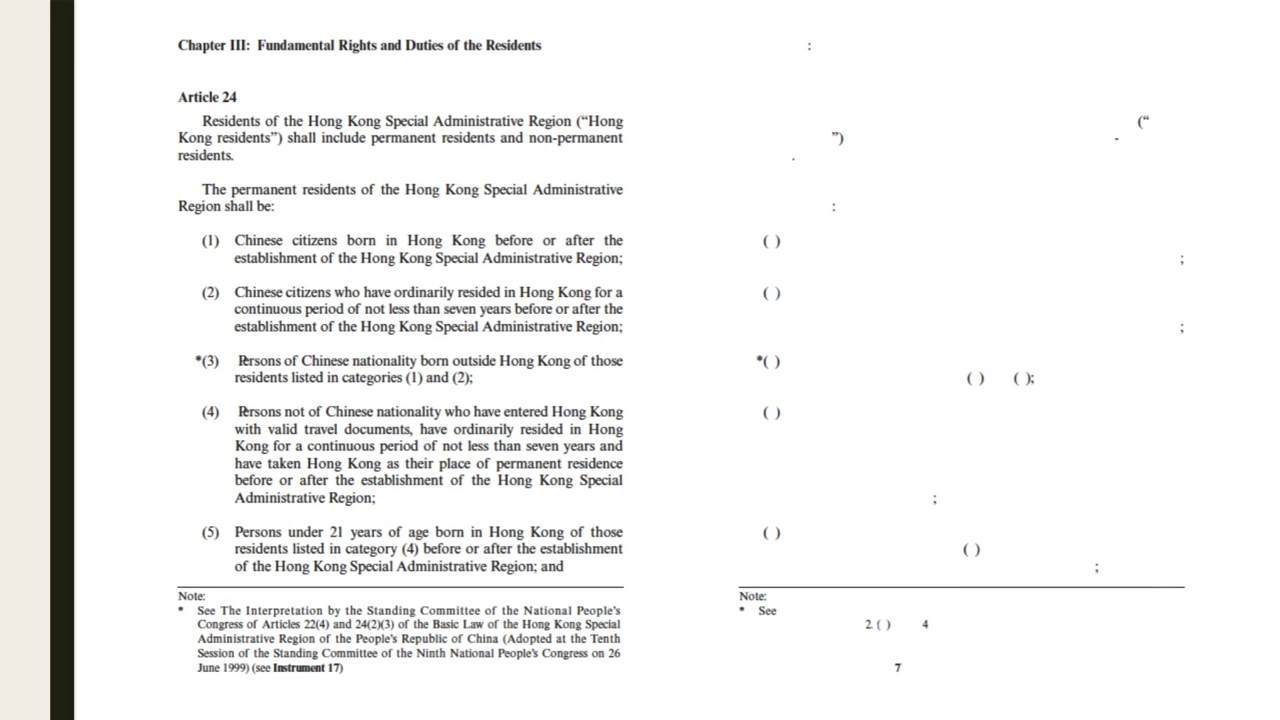 Chapter III: Fundamental Rights and Duties of the Residents
Article 24
Residents of the Hong Kong Special Administrative Region (“Hong
Kong residents”) shall include permanent residents and non-permanent
residents.
The permanent residents of the Hong Kong Special Administrative
Region shall be:
(1) Chinese citizens born in Hong Kong before or after the
establishment of the Hong Kong Special Administrative Region;
(2) Chinese citizens who have ordinarily resided in Hong Kong for a
continuous period of not less than seven years before or after the
establishment of the Hong Kong Special Administrative Region;
*(3) Persons of Chinese nationality born outside Hong Kong of those
residents listed in categories (1) and (2);
(4) Persons not of Chinese nationality who have entered Hong Kong
with valid travel documents, have ordinarily resided in Hong
Kong for a continuous period of not less than seven years and
have taken Hong Kong as their place of permanent residence
before or after the establishment of the Hong Kong Special
Administrative Region;
(5) Persons under 21 years of age born in Hong Kong of those
residents listed in category (4) before or after the establishment
of the Hong Kong Special Administrative Region; and
Note:
* See The Interpretation by the Standing Committee of the National People’s
Congress of Articles 22(4) and 24(2)(3) of the Basic Law of the Hong Kong Special
Administrative Region of the People’s Republic of China (Adopted at the Tenth
Session of the Standing Committee of the Ninth National People’s Congress on 26
June 1999) (see Instrument 17)
:
(“
”) -
.
:
( )
;
( )
;
*( )
( ) ( );
( )
;
( )
( )
;
Note:
* See
2 ( ) 4
7